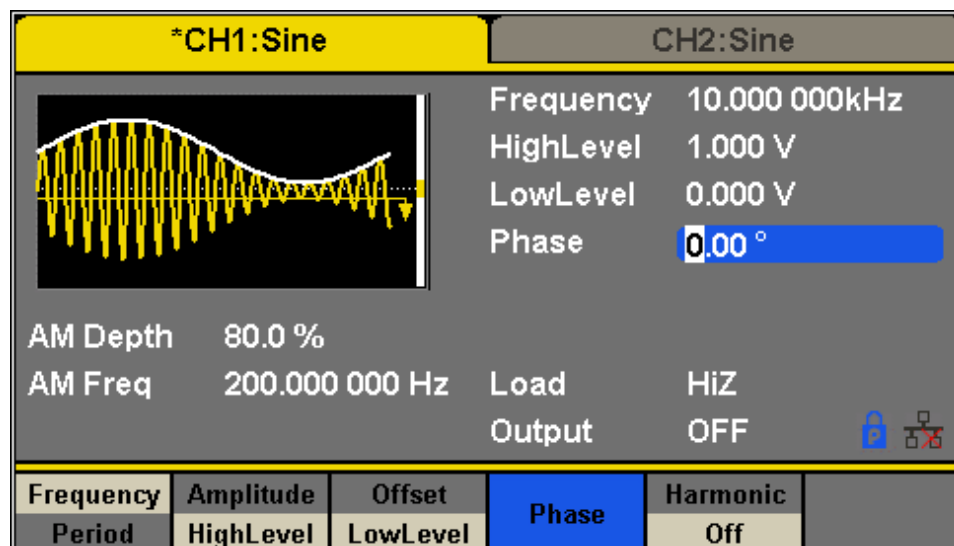 *CH1:Sine CH2:Sine
Frequency 10.000 000kHz
HighLevel 1.000 V
LowLevel 0.000 V
Phase 0.00 °
AM Depth 80.0 %
AM Freq 200.000 000 Hz Load HiZ
Output OFF
P
Frequency Amplitude Offset Phase Harmonic
Period HighLevel LowLevel Off